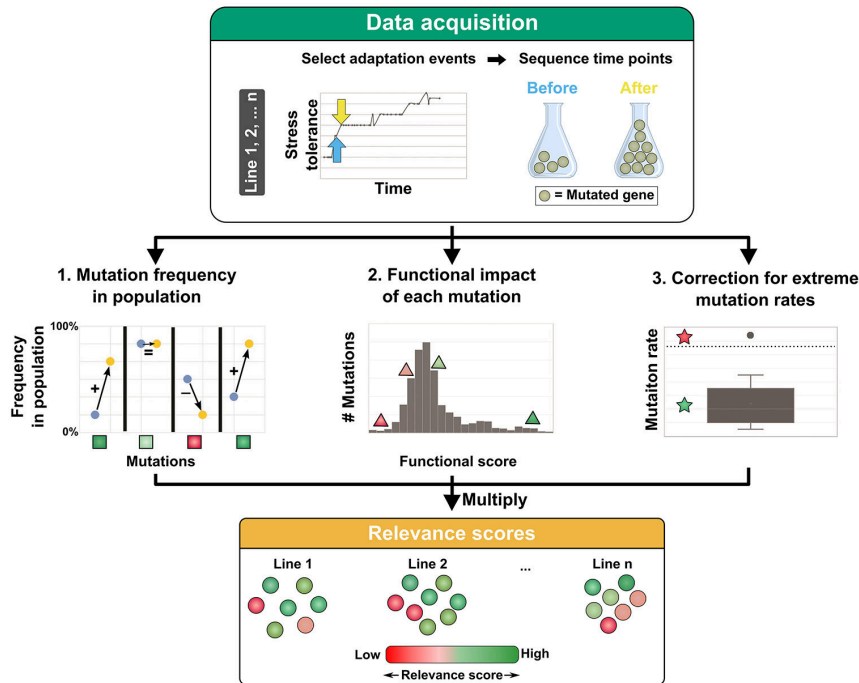 Data acquisition
Select adaptation events
Sequence time points
Line 1, 2, ... n
Stress
tolerance
Time
Before
After
= Mutated gene
1. Mutation frequency
in population
Frequency
in population
100%
0%
+
=
–
+
Mutations
2. Functional impact
of each mutation
# Mutations
Functional score
3. Correction for extreme
mutation rates
Mutaiton rate
Multiply
Relevance scores
Line 1
Line 2
...
Line n
Low
High
Relevance score